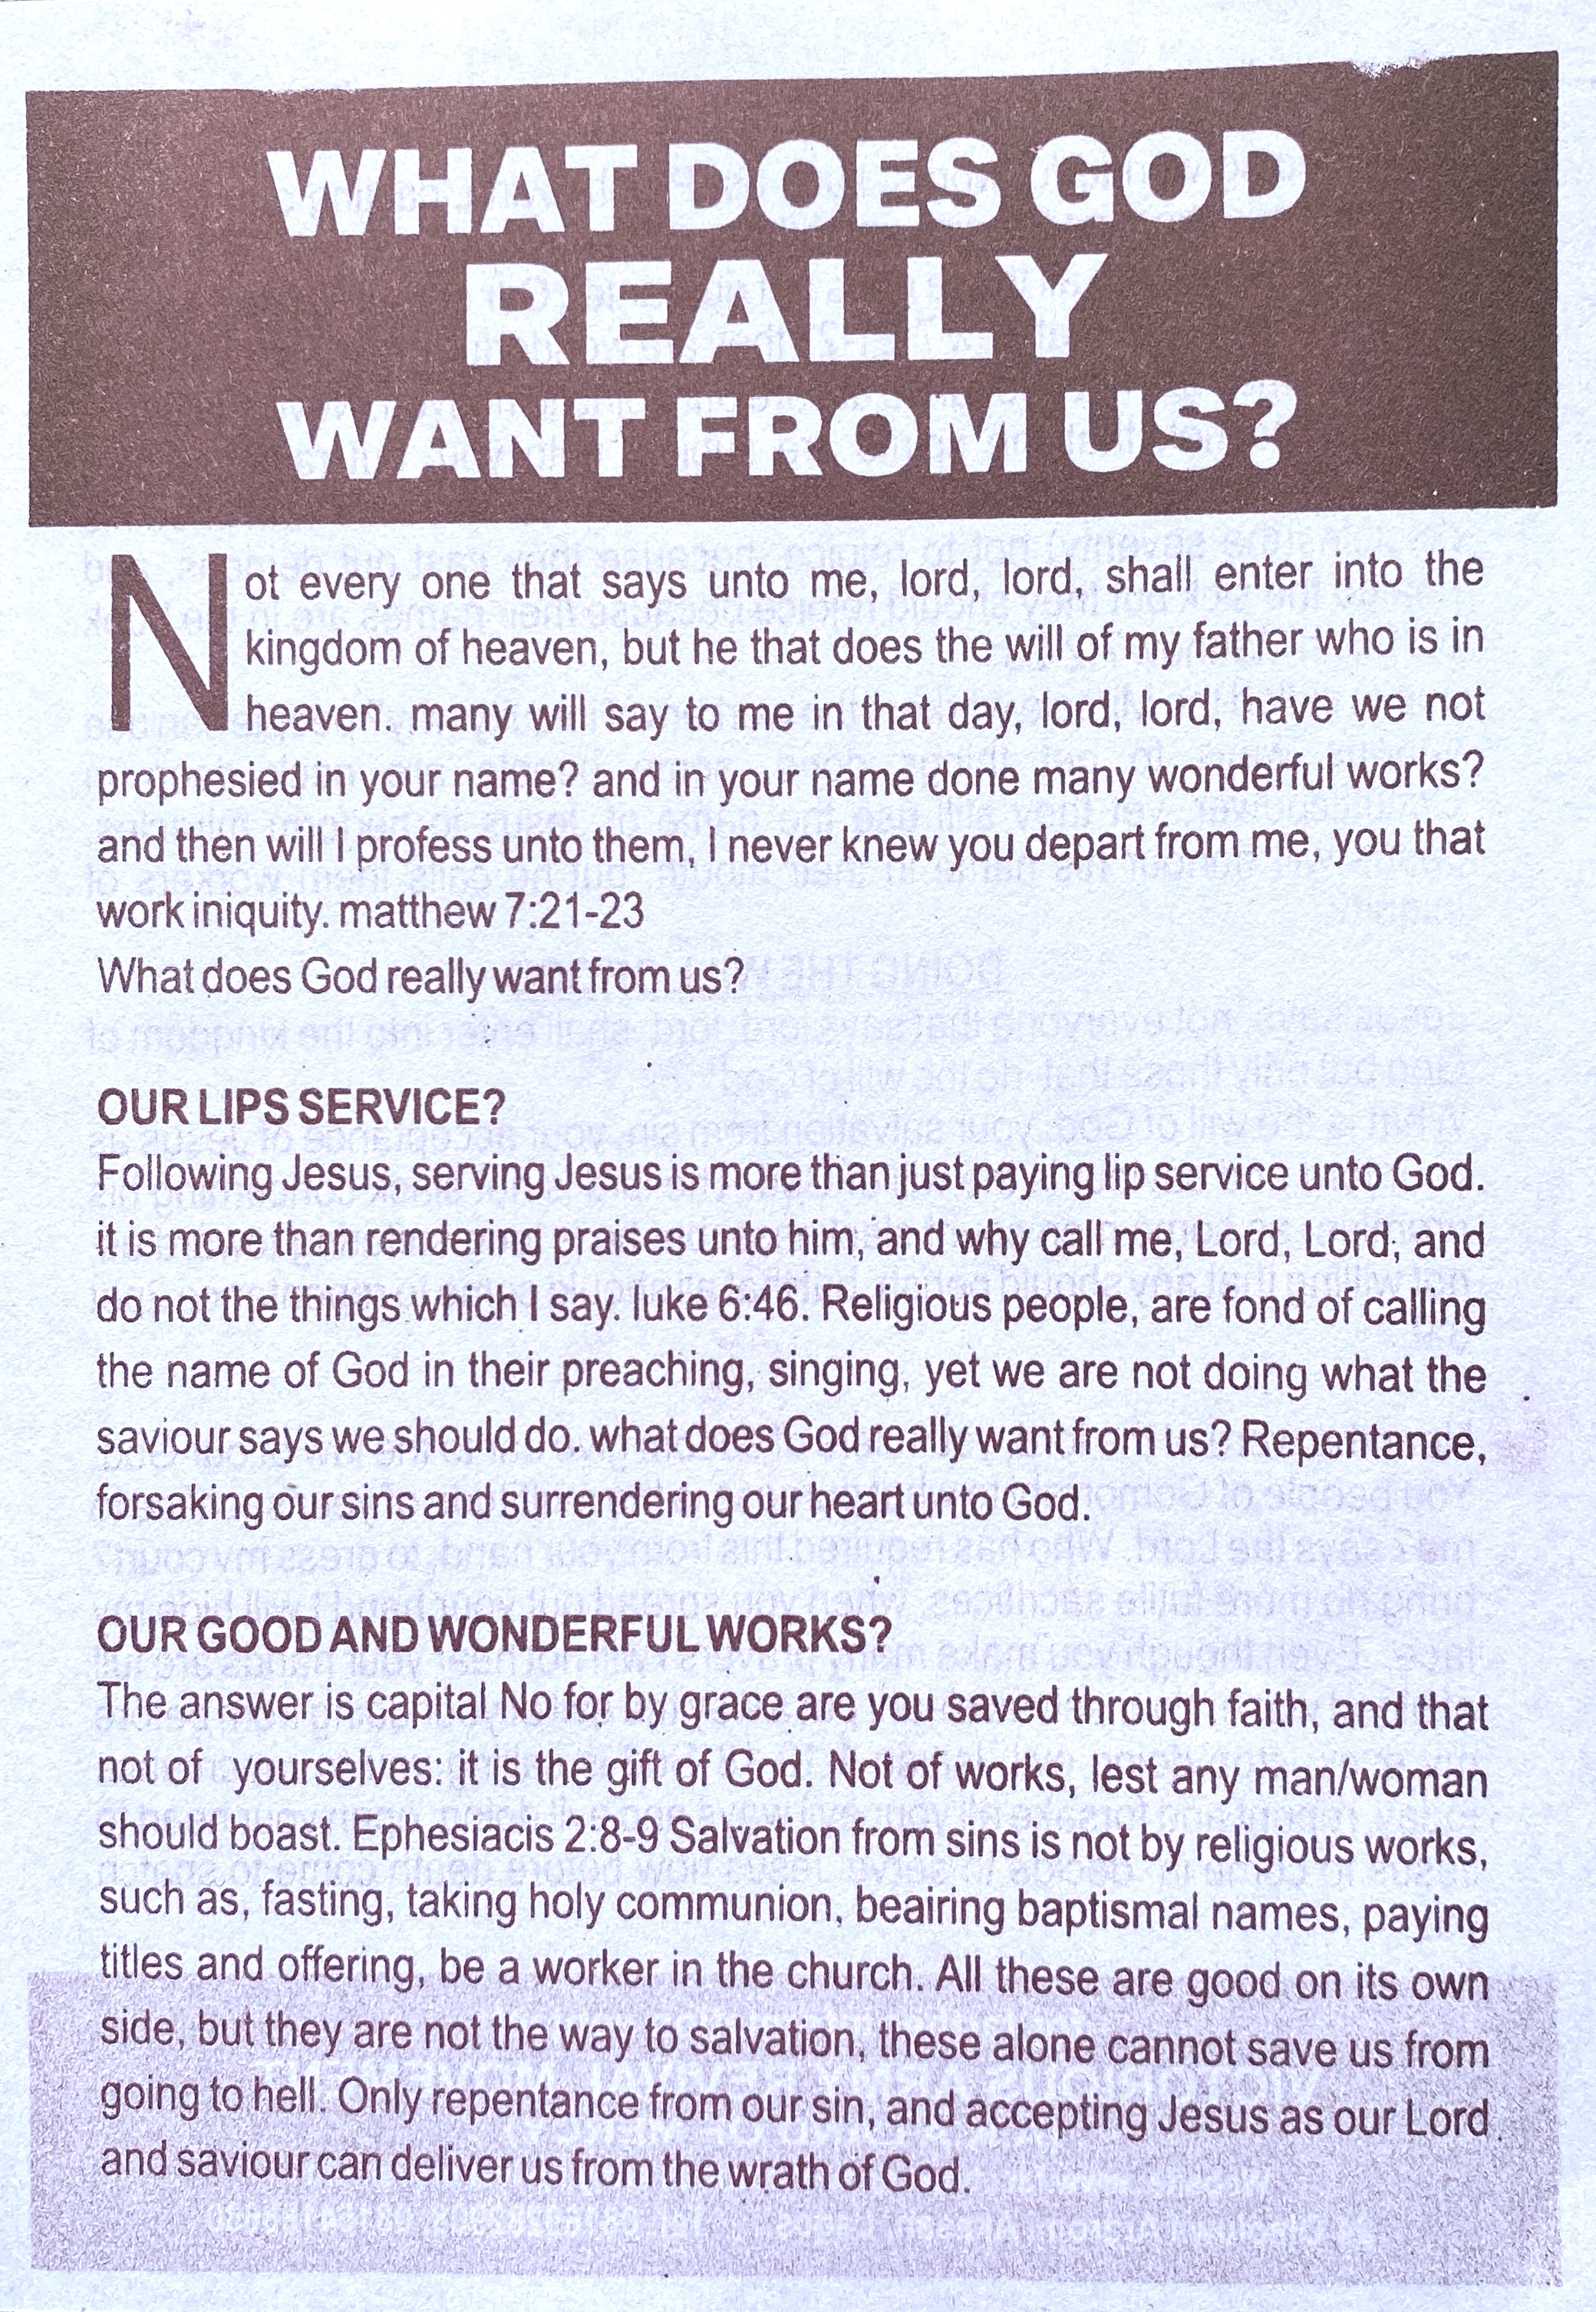 WHAT DOES GOD
REALLY
WANT FROM US?
Not every one that says unto me, lord, lord, shall enter into the
kingdom of heaven, but he that does the will of my father who is in
heaven. many will say to me in that day, lord, lord, have we not
prophesied in your name? and in your name done many wonderful works?
and then will I profess unto them, I never knew you depart from me, you that
work iniquity. matthew 7:21-23
What does God really want from us?
OUR LIPS SERVICE?
Following Jesus, serving Jesus is more than just paying lip service unto God.
it is more than rendering praises unto him, and why call me, Lord, Lord, and
do not the things which I say. luke 6:46. Religious people, are fond of calling
the name of God in their preaching, singing, yet we are not doing what the
saviour says we should do. what does God really want from us? Repentance,
forsaking our sins and surrendering our heart unto God.
OUR GOOD AND WONDERFUL WORKS?
The answer is capital No for by grace are you saved through faith, and that
not of yourselves: it is the gift of God. Not of works, lest any man/woman
should boast. Ephesiacis 2:8-9 Salvation from sins is not by religious works,
such as, fasting, taking holy communion, beairing baptismal names, paying
titles and offering, be a worker in the church. All these are good on its own
side, but they are not the way to salvation, these alone cannot save us from
going to hell. Only repentance from our sin, and accepting Jesus as our Lord
and saviour can deliver us from the wrath of God.